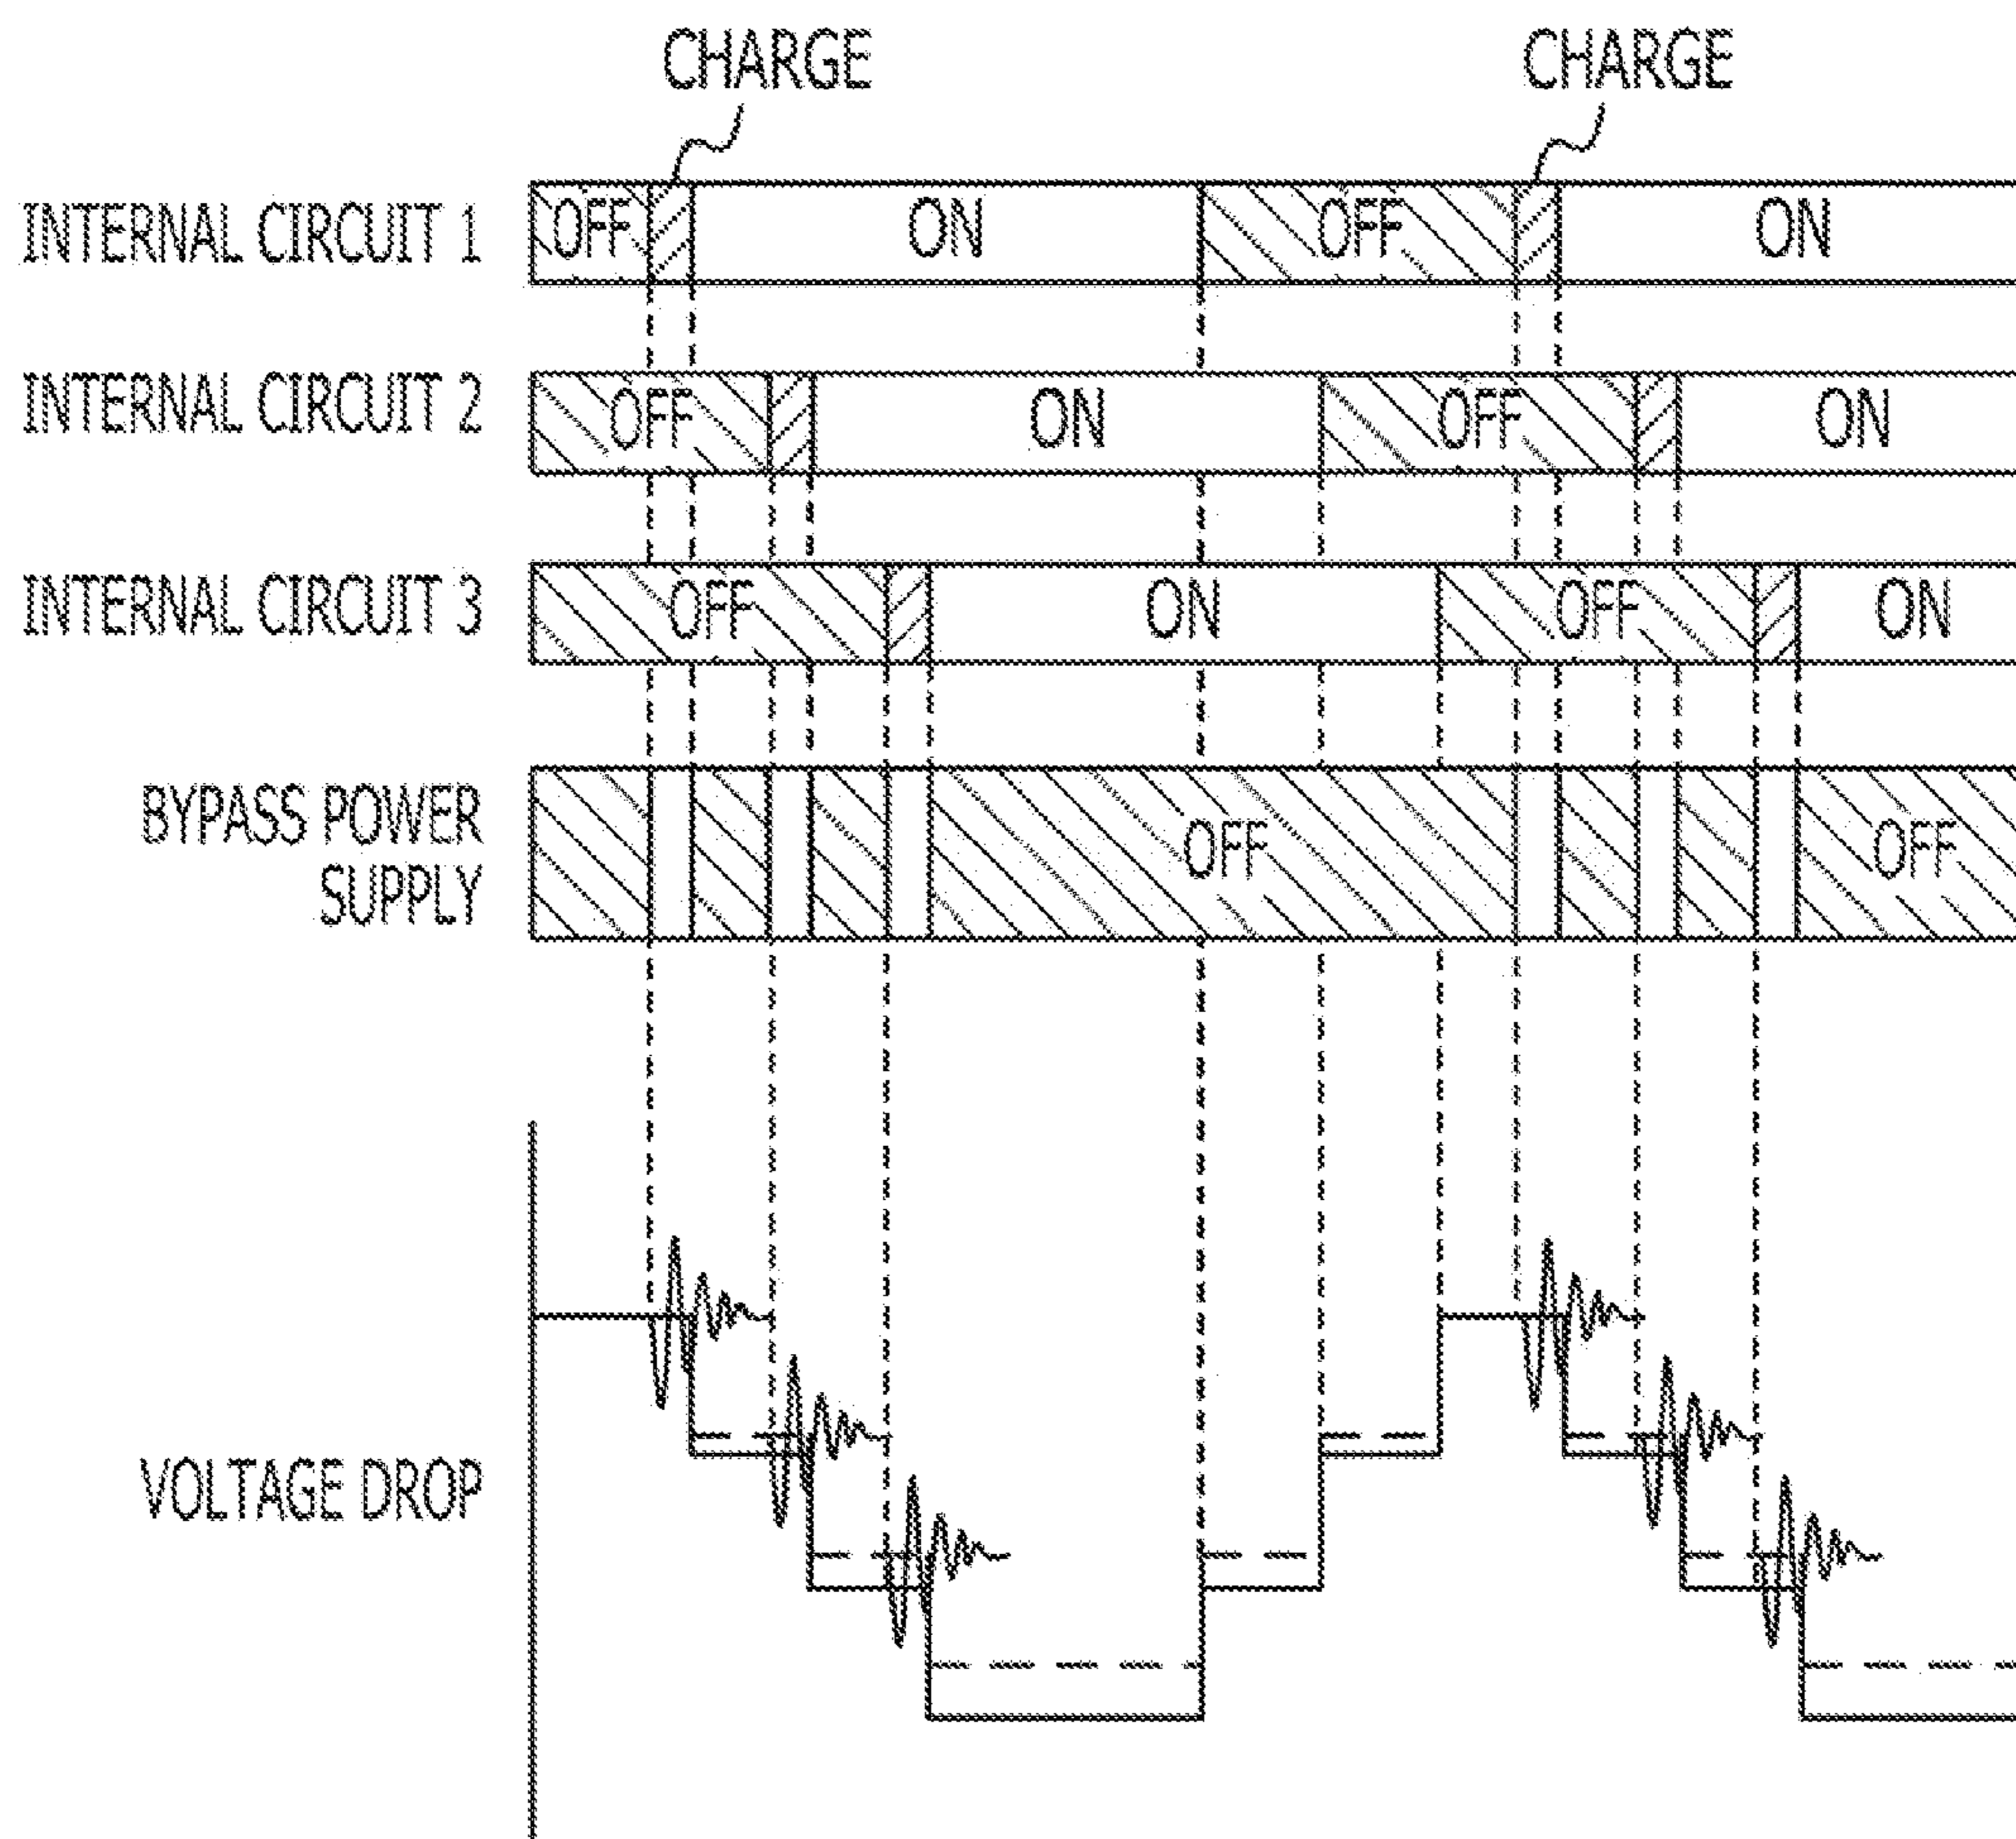 CHARGE CHARGE
INTERNAL CIRCUIT 1 OFF ON OFF ON
INTERNAL CIRCUIT 2 OFF ON OFF ON
INTERNAL CIRCUIT 3 OFF ON OFF ON
BYPASS POWER
SUPPLY
OFF OFF
VOLTAGE DROP